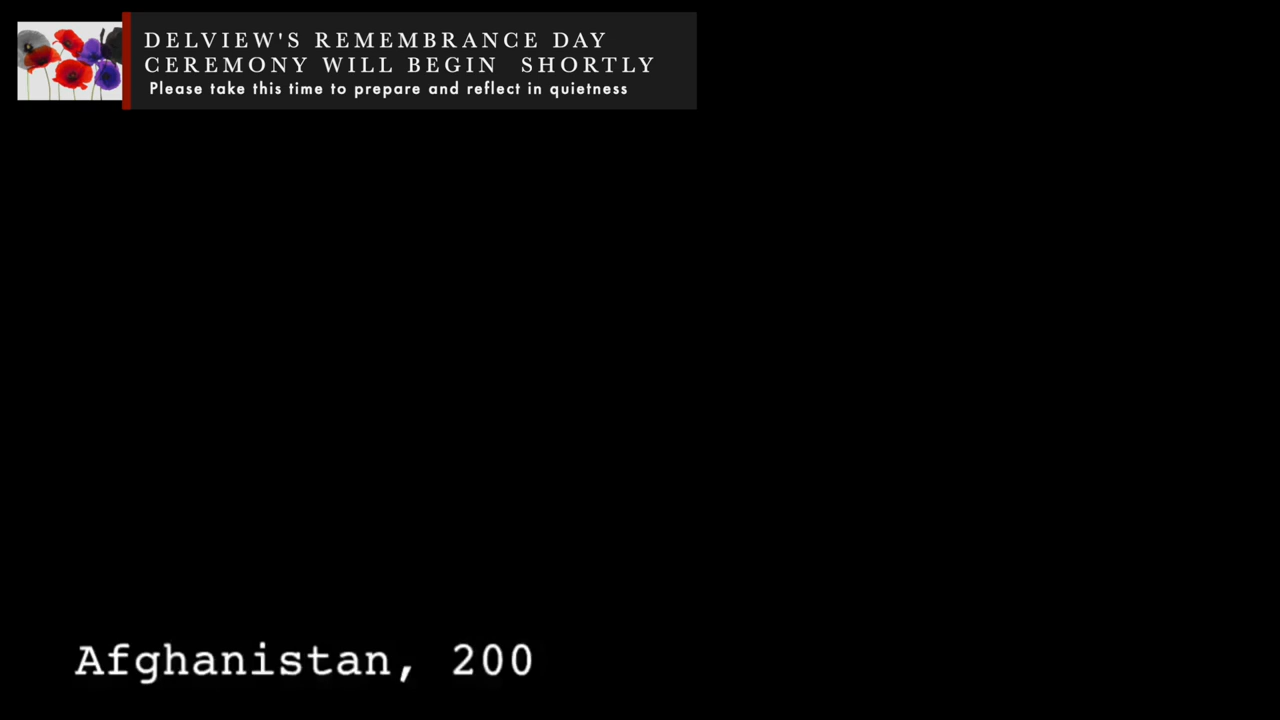 DELVIEW'S REMEMBRANCE DAY
CEREMONY WILL BEGIN SHORTLY
Please take this time to prepare and reflect in quietness
Afghanistan, 200